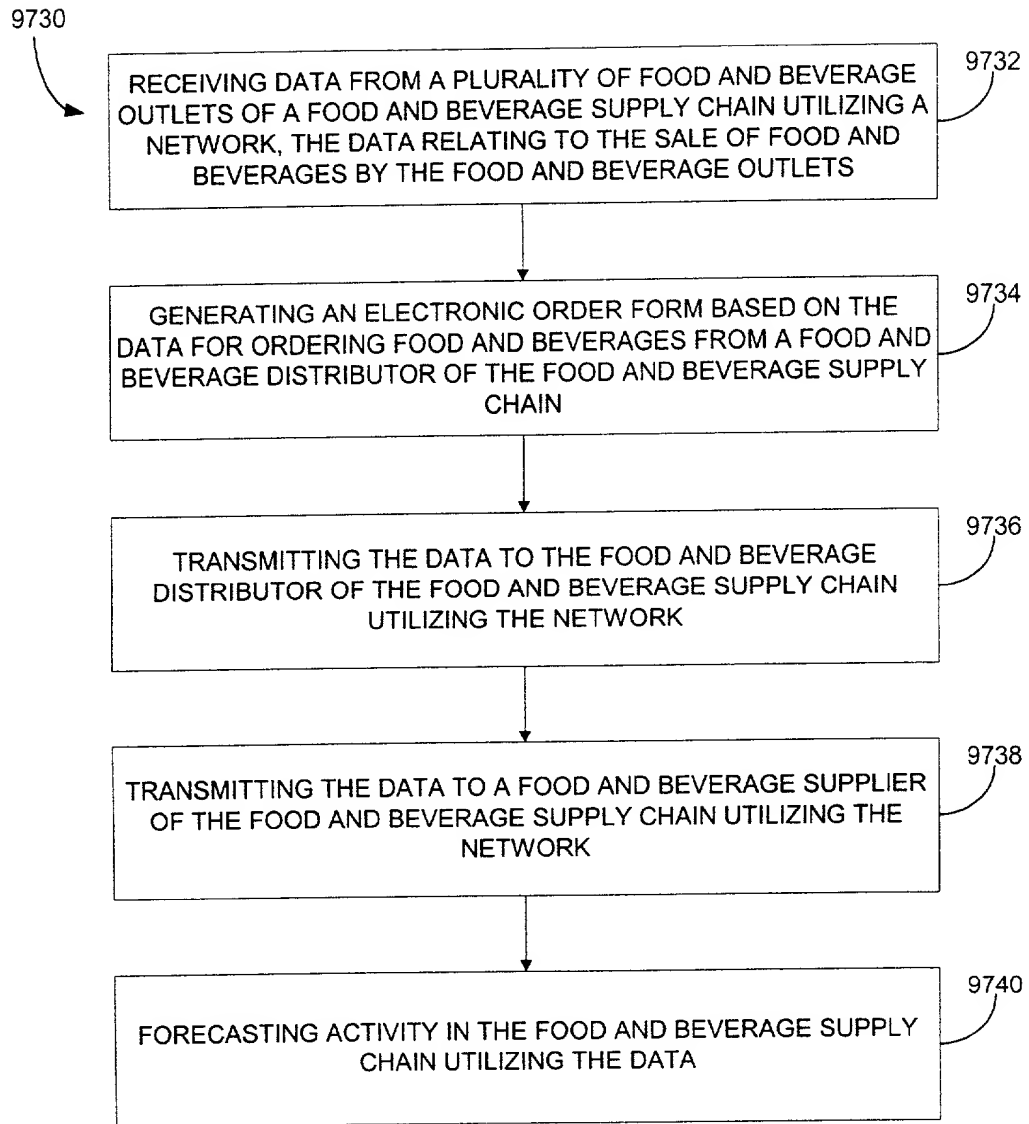 9730
9732
RECEIVING DATA FROM A PLURALITY OF FOOD AND BEVERAGE
OUTLETS OF A FOOD AND BEVERAGE SUPPLY CHAIN UTILIZING A
NETWORK, THE DATA RELATING TO THE SALE OF FOOD AND
BEVERAGES BY THE FOOD AND BEVERAGE OUTLETS
9734
GENERATING AN ELECTRONIC ORDER FORM BASED ON THE
DATA FOR ORDERING FOOD AND BEVERAGES FROM A FOOD AND
BEVERAGE DISTRIBUTOR OF THE FOOD AND BEVERAGE SUPPLY
CHAIN
9736
TRANSMITTING THE DATA TO THE FOOD AND BEVERAGE
DISTRIBUTOR OF THE FOOD AND BEVERAGE SUPPLY CHAIN
UTILIZING THE NETWORK
9738
TRANSMITTING THE DATA TO A FOOD AND BEVERAGE SUPPLIER
OF THE FOOD AND BEVERAGE SUPPLY CHAIN UTILIZING THE
NETWORK
9740
FORECASTING ACTIVITY IN THE FOOD AND BEVERAGE SUPPLY
CHAIN UTILIZING THE DATA